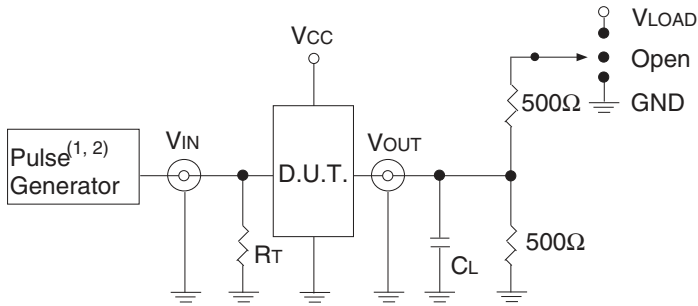 VLOAD
VCC
Open
500Ω
GND
Pulse(1, 2)
Generator
VIN
D.U.T.
VOUT
RT
CL
500Ω